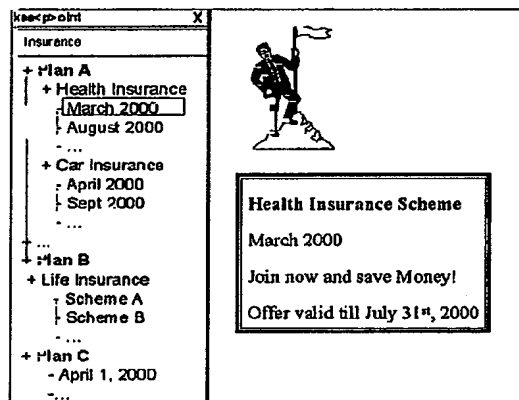 X
Insurance
+ Plan A
+ Health Insurance
- March 2000
- August 2000
- ...
+ Car Insurance
- April 2000
- Sept 2000
- ...
+ ...
+ Plan B
+ Life Insurance
- Scheme A
- Scheme B
- ...
+ Plan C
- April 1, 2000
- ...
Health Insurance Scheme
March 2000
Join now and save Money!
Offer valid till July 31st, 2000